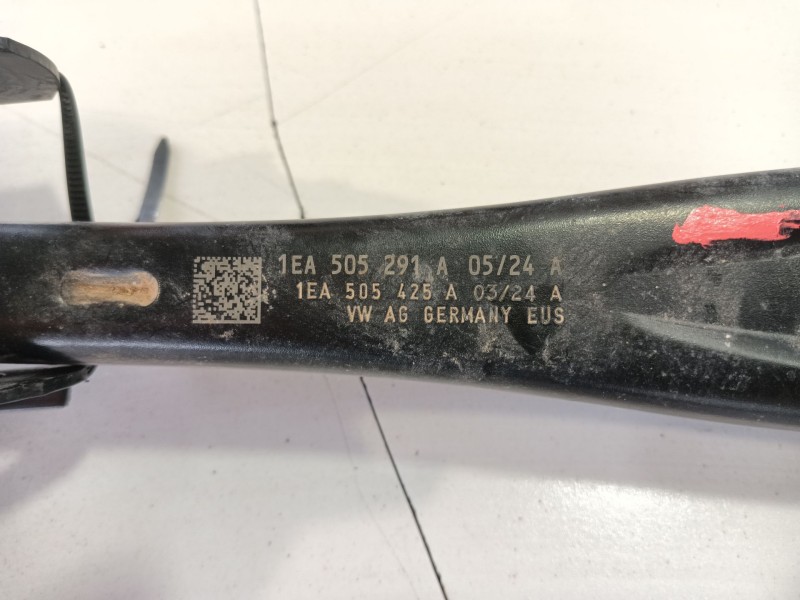 1EA 505 291 A 05/24 A
1EA 505 425 A 03/24 A
VW AG GERMANY EUS